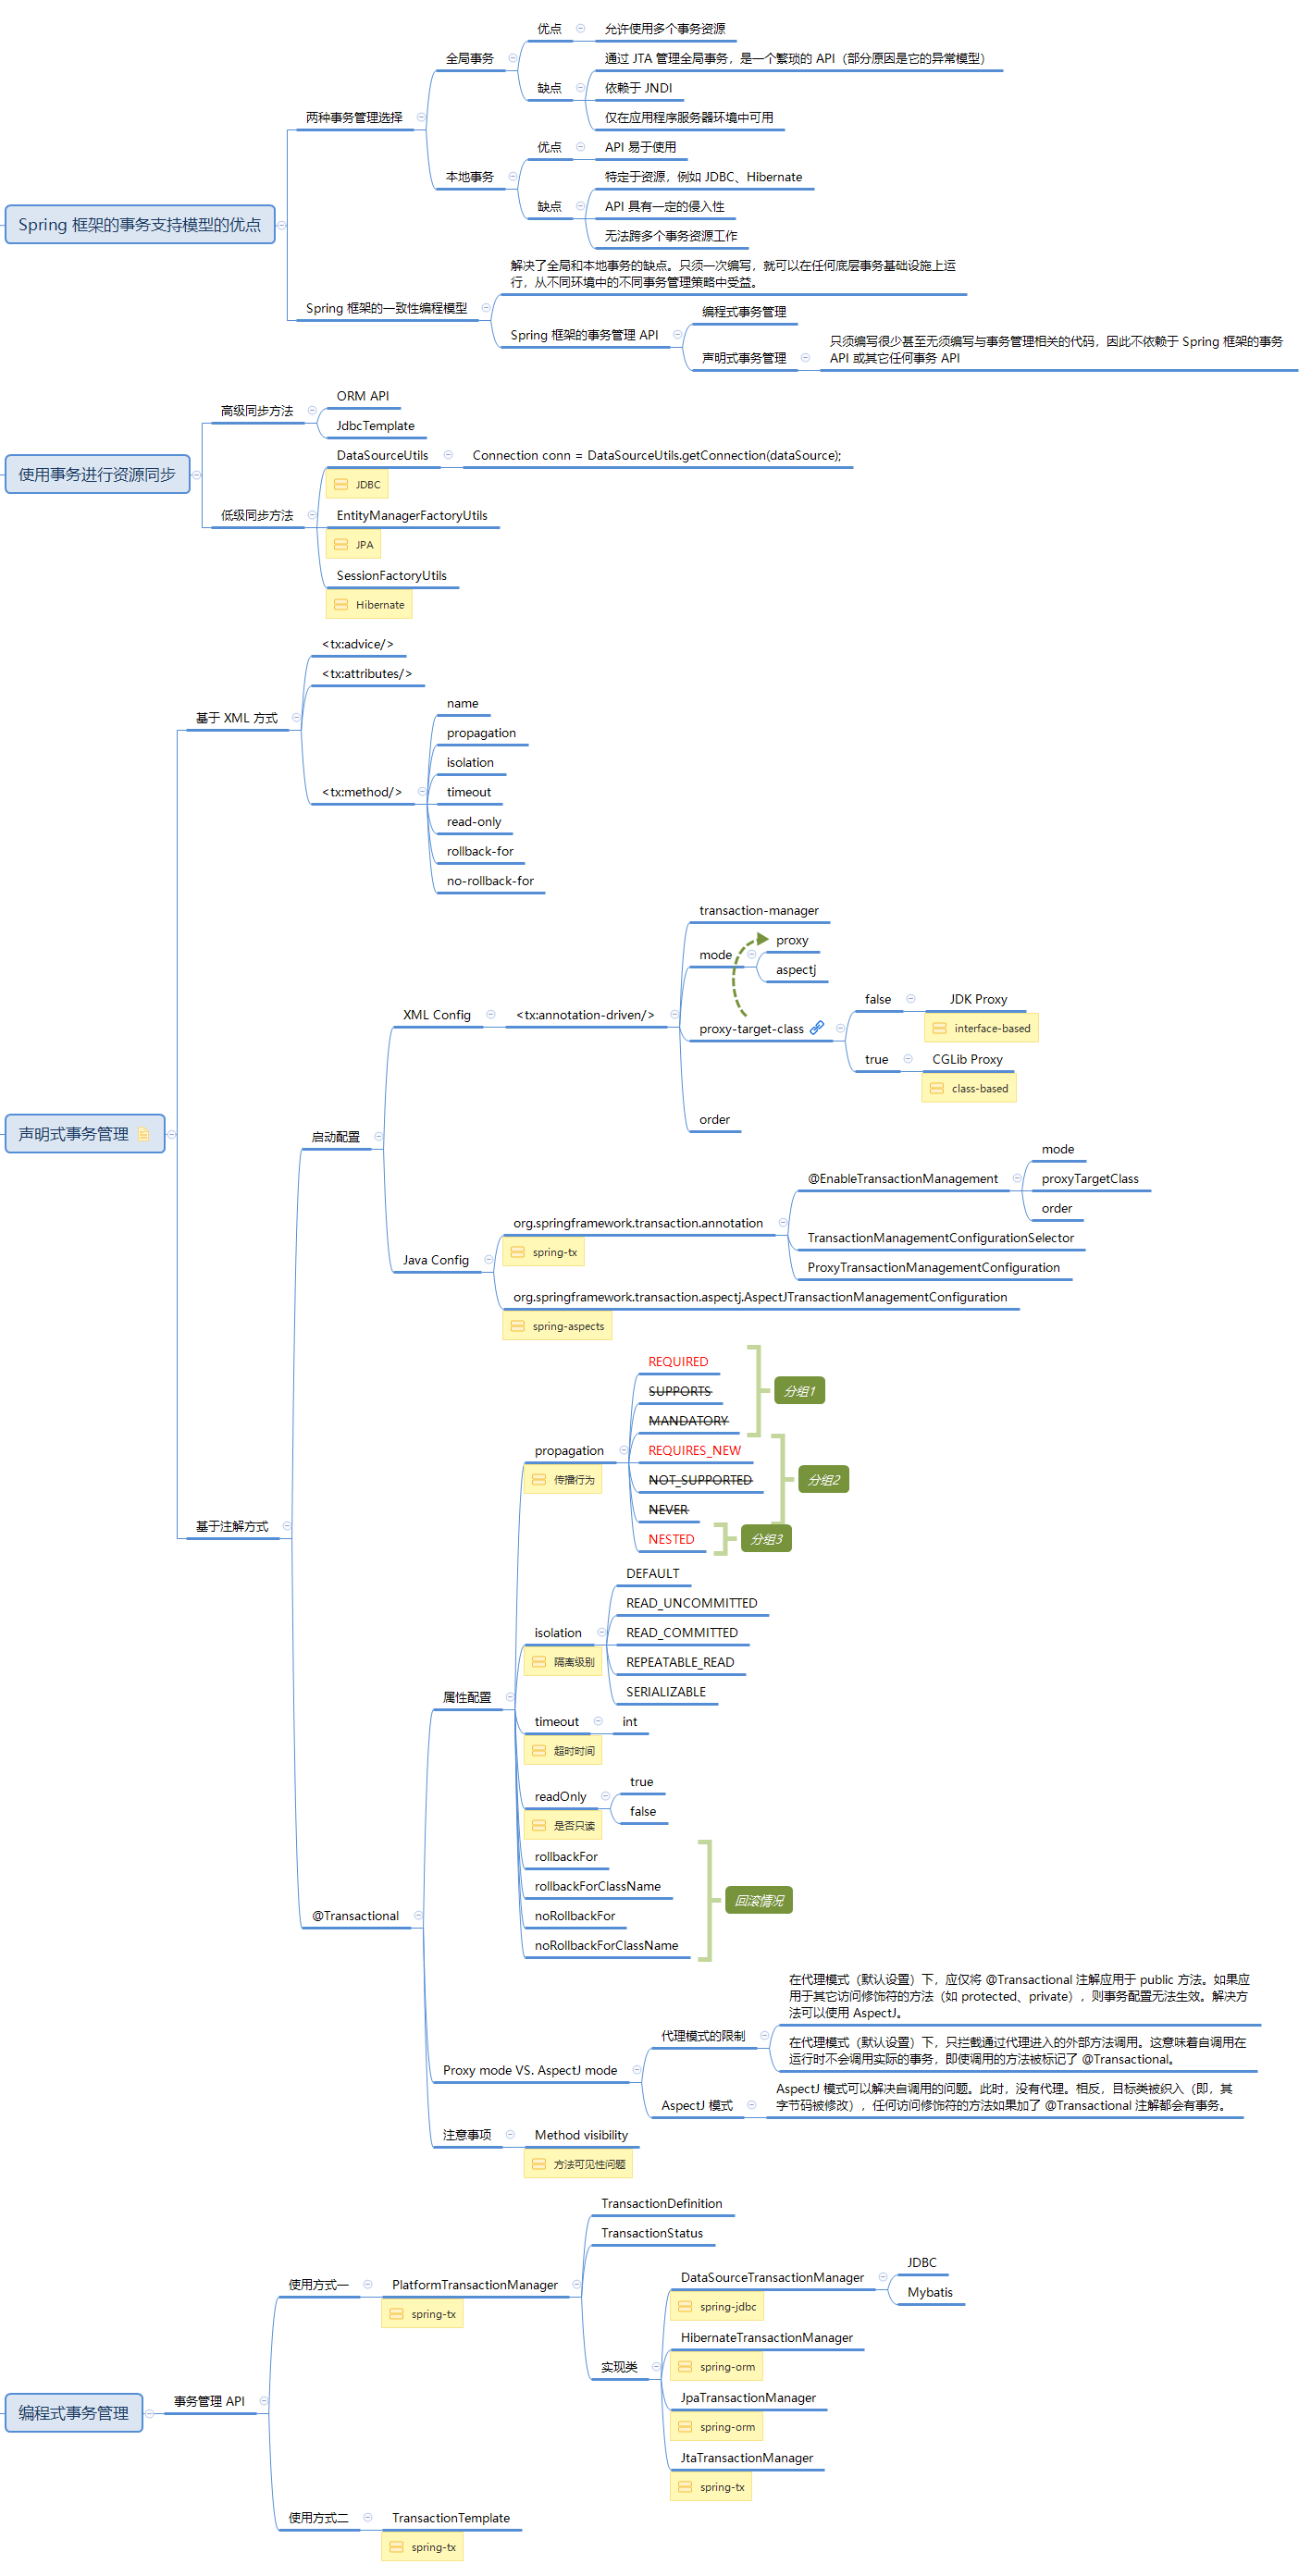 Spring 框架的事务支持模型的优点
两种事务管理选择
全局事务
优点
允许使用多个事务资源
缺点
通过 JTA 管理全局事务，是一个繁琐的 API（部分原因是它的异常模型）
依赖于 JNDI
仅在应用程序服务器环境中可用
本地事务
优点
API 易于使用
缺点
特定于资源，例如 JDBC、Hibernate
API 具有一定的侵入性
无法跨多个事务资源工作
Spring 框架的一致性编程模型
解决了全局和本地事务的缺点。只须一次编写，就可以在任何底层事务基础设施上运
行，从不同环境中的不同事务管理策略中受益。
Spring 框架的事务管理 API
编程式事务管理
声明式事务管理
只须编写很少甚至无须编写与事务管理相关的代码，因此不依赖于 Spring 框架的事务
API 或其它任何事务 API
使用事务进行资源同步
高级同步方法
ORM API
JdbcTemplate
低级同步方法
DataSourceUtils
JDBC
Connection conn = DataSourceUtils.getConnection(dataSource);
EntityManagerFactoryUtils
JPA
SessionFactoryUtils
Hibernate
声明式事务管理
基于 XML 方式
<tx:advice/>
<tx:attributes/>
<tx:method/>
name
propagation
isolation
timeout
read-only
rollback-for
no-rollback-for
基于注解方式
启动配置
XML Config
<tx:annotation-driven/>
transaction-manager
mode
proxy
aspectj
proxy-target-class
false
JDK Proxy
interface-based
true
CGLib Proxy
class-based
order
Java Config
org.springframework.transaction.annotation
spring-tx
@EnableTransactionManagement
mode
proxyTargetClass
order
TransactionManagementConfigurationSelector
ProxyTransactionManagementConfiguration
org.springframework.transaction.aspectj.AspectJTransactionManagementConfiguration
spring-aspects
@Transactional
属性配置
propagation
传播行为
REQUIRED
SUPPORTS
MANDATORY
分组1
REQUIRES_NEW
NOT_SUPPORTED
NEVER
分组2
NESTED
分组3
isolation
隔离级别
DEFAULT
READ_UNCOMMITTED
READ_COMMITTED
REPEATABLE_READ
SERIALIZABLE
timeout
超时时间
int
readOnly
是否只读
true
false
rollbackFor
rollbackForClassName
noRollbackFor
noRollbackForClassName
回滚情况
Proxy mode VS. AspectJ mode
代理模式的限制
在代理模式（默认设置）下，应仅将 @Transactional 注解应用于 public 方法。如果应
用于其它访问修饰符的方法（如 protected、private），则事务配置无法生效。解决方
法可以使用 AspectJ。
在代理模式（默认设置）下，只拦截通过代理进入的外部方法调用。这意味着自调用在
运行时不会调用实际的事务，即使调用的方法被标记了 @Transactional。
AspectJ 模式
AspectJ 模式可以解决自调用的问题。此时，没有代理。相反，目标类被织入（即，其
字节码被修改），任何访问修饰符的方法如果加了 @Transactional 注解都会有事务。
注意事项
Method visibility
方法可见性问题
编程式事务管理
事务管理 API
使用方式一
PlatformTransactionManager
spring-tx
TransactionDefinition
TransactionStatus
实现类
DataSourceTransactionManager
spring-jdbc
JDBC
Mybatis
HibernateTransactionManager
spring-orm
JpaTransactionManager
spring-orm
JtaTransactionManager
spring-tx
使用方式二
TransactionTemplate
spring-tx